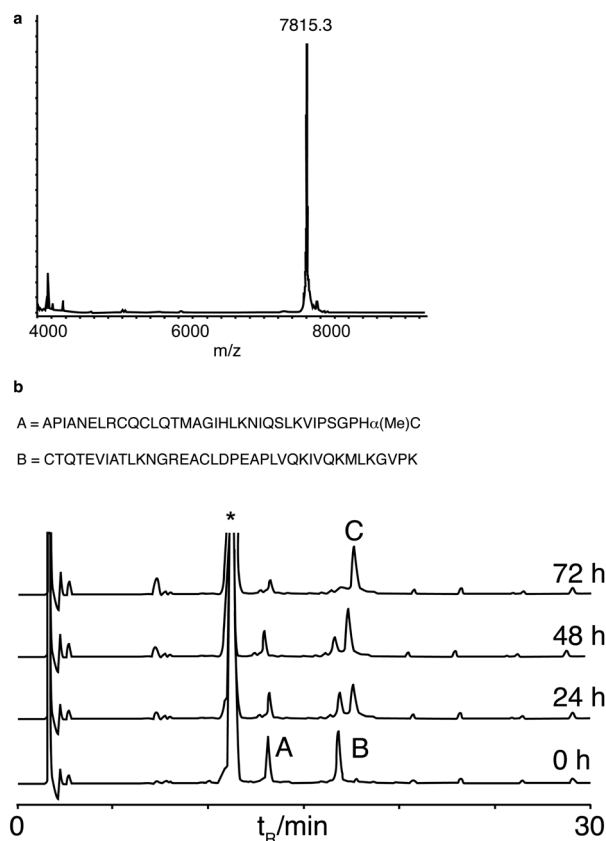 a
7815.3
4000 6000 8000
m/z
b
A = APIANELRCQCLQTMAGIHLKNIQSLKVIPSGPHα(Me)C
B = CTQTEVIATLKNGREACLDPEAPLVQKIVQKMLKGVPK
*
C
72 h
48 h
24 h
A B 0 h
0 tR/min 30